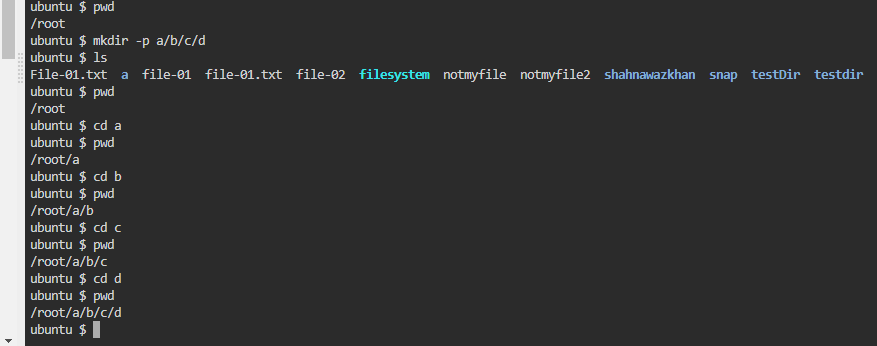 ubuntu $ pwd
/root
ubuntu $ mkdir -p a/b/c/d
ubuntu $ ls
File-01.txt  a  file-01  file-01.txt  file-02  filesystem  notmyfile  notmyfile2  shahnawazkhan  snap  testDir  testdir
ubuntu $ pwd
/root
ubuntu $ cd a
ubuntu $ pwd
/root/a
ubuntu $ cd b
ubuntu $ pwd
/root/a/b
ubuntu $ cd c
ubuntu $ pwd
/root/a/b/c
ubuntu $ cd d
ubuntu $ pwd
/root/a/b/c/d
ubuntu $